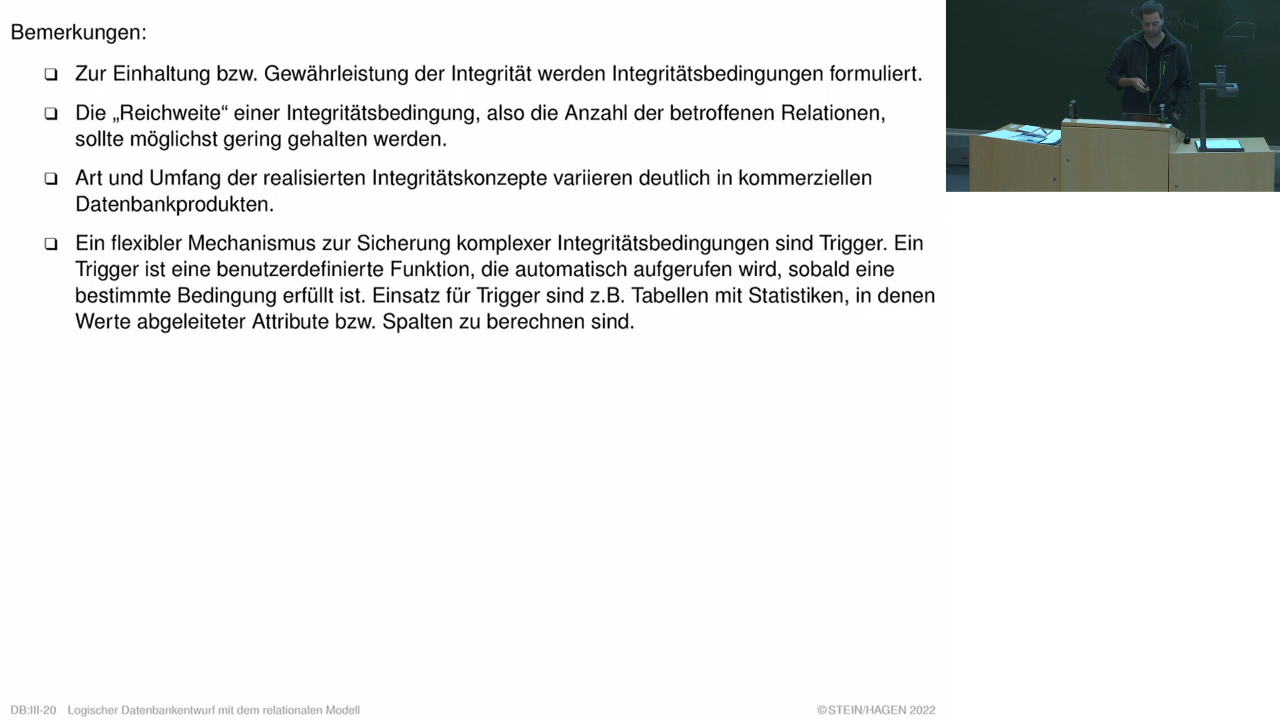 Bemerkungen:
❑ Zur Einhaltung bzw. Gewährleistung der Integrität werden Integritätsbedingungen formuliert.
❑ Die „Reichweite“ einer Integritätsbedingung, also die Anzahl der betroffenen Relationen,
sollte möglichst gering gehalten werden.
❑ Art und Umfang der realisierten Integritätskonzepte variieren deutlich in kommerziellen
Datenbankprodukten.
❑ Ein flexibler Mechanismus zur Sicherung komplexer Integritätsbedingungen sind Trigger. Ein
Trigger ist eine benutzerdefinierte Funktion, die automatisch aufgerufen wird, sobald eine
bestimmte Bedingung erfüllt ist. Einsatz für Trigger sind z.B. Tabellen mit Statistiken, in denen
Werte abgeleiteter Attribute bzw. Spalten zu berechnen sind.
DB:III-20 Logischer Datenbankentwurf mit dem relationalen Modell
©STEIN/HAGEN 2022